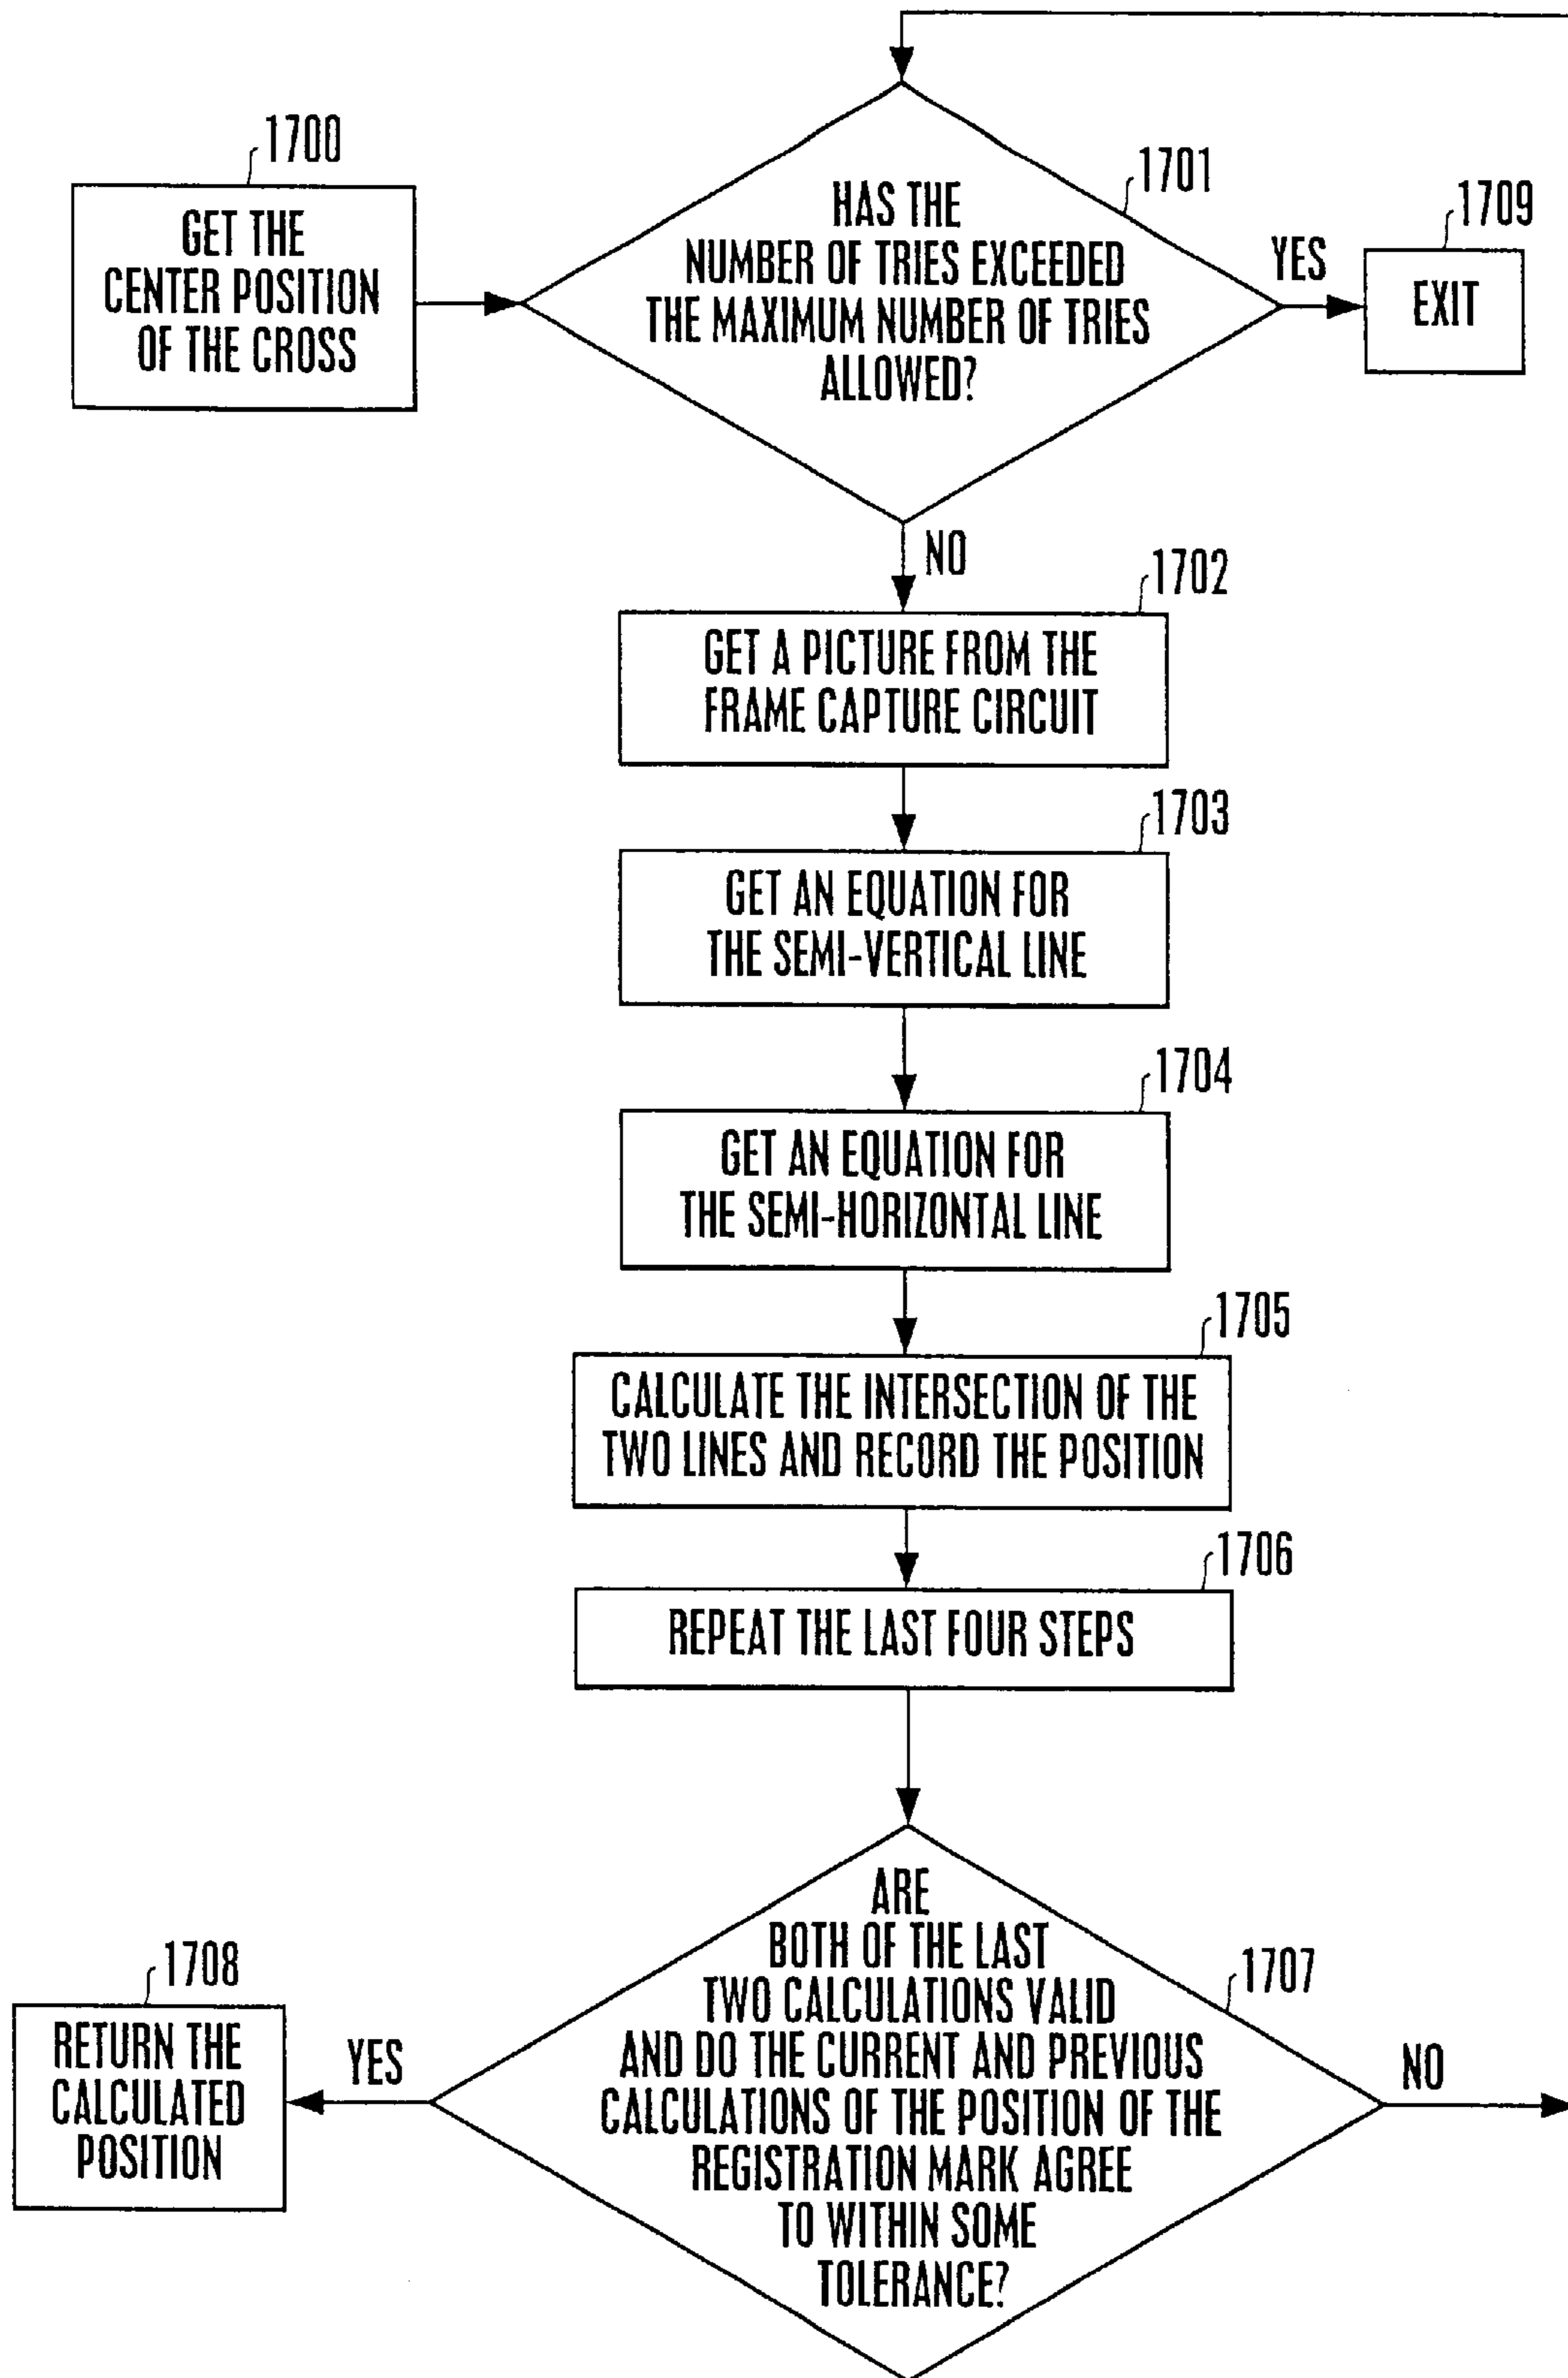 1700
GET THE
CENTER POSITION
OF THE CROSS
1701
HAS THE
NUMBER OF TRIES EXCEEDED
THE MAXIMUM NUMBER OF TRIES
ALLOWED?
YES
1709
EXIT
NO
1702
GET A PICTURE FROM THE
FRAME CAPTURE CIRCUIT
1703
GET AN EQUATION FOR
THE SEMI-VERTICAL LINE
1704
GET AN EQUATION FOR
THE SEMI-HORIZONTAL LINE
1705
CALCULATE THE INTERSECTION OF THE
TWO LINES AND RECORD THE POSITION
1706
REPEAT THE LAST FOUR STEPS
1707
ARE
BOTH OF THE LAST
TWO CALCULATIONS VALID
AND DO THE CURRENT AND PREVIOUS
CALCULATIONS OF THE POSITION OF THE
REGISTRATION MARK AGREE
TO WITHIN SOME
TOLERANCE?
YES
1708
RETURN THE
CALCULATED
POSITION
NO